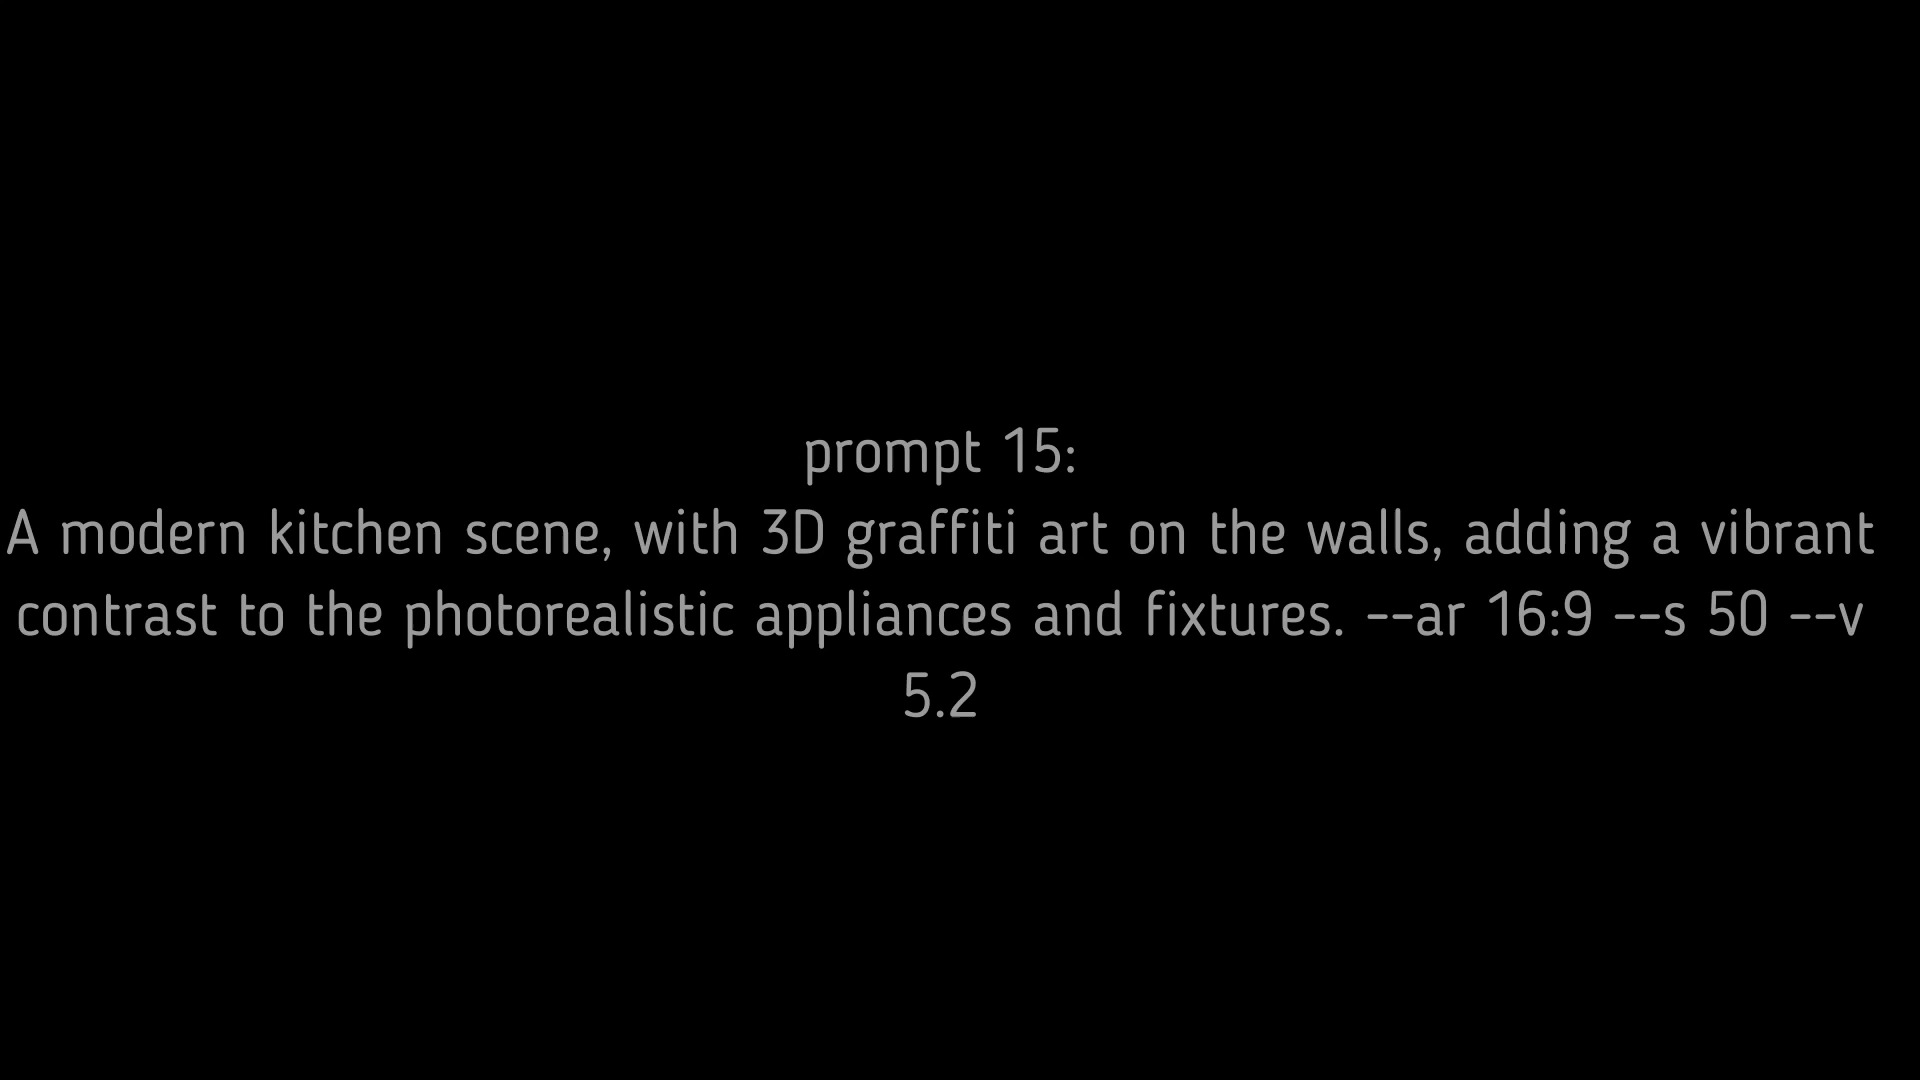 prompt 15:
A modern kitchen scene, with 3D graffiti art on the walls, adding a vibrant
contrast to the photorealistic appliances and fixtures. --ar 16:9 --s 50 --v
5.2